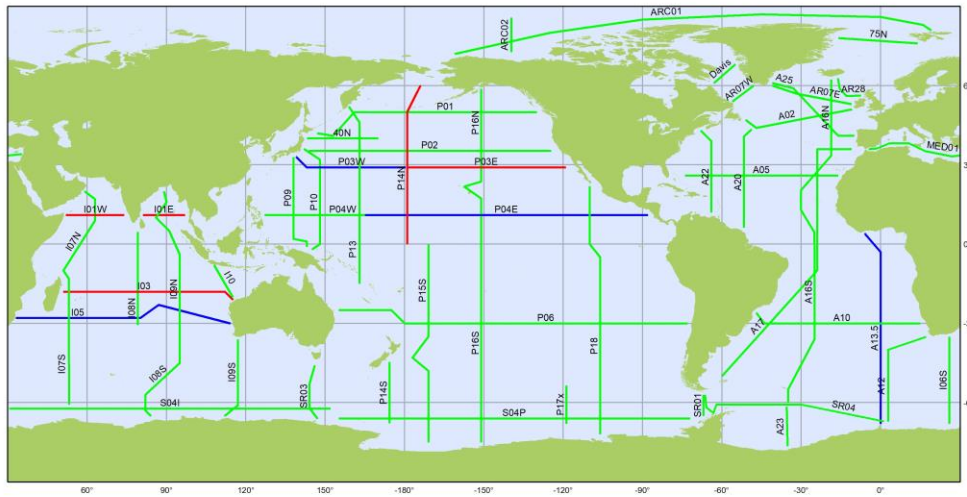 ARC01
ARC02
75N
Davis
A25
AR07W
AR07E
AR28
A16N
A02
P01
P16N
40N
P02
MED01
P03W
P03E
P14N
A22
A20
A05
P09
P10
I01W
I01E
P04W
P04E
I07N
P13
I10
P15S
I03
I09N
A16S
I08N
I05
P06
A17
A10
P16S
P18
A13.5
I07S
I08S
I09S
SR03
P14S
P17x
A12
I06S
S04I
S04P
SR01
SR04
A23
60° 90° 120° 150° -180° -150° -120° -90° -60° -30° 0°